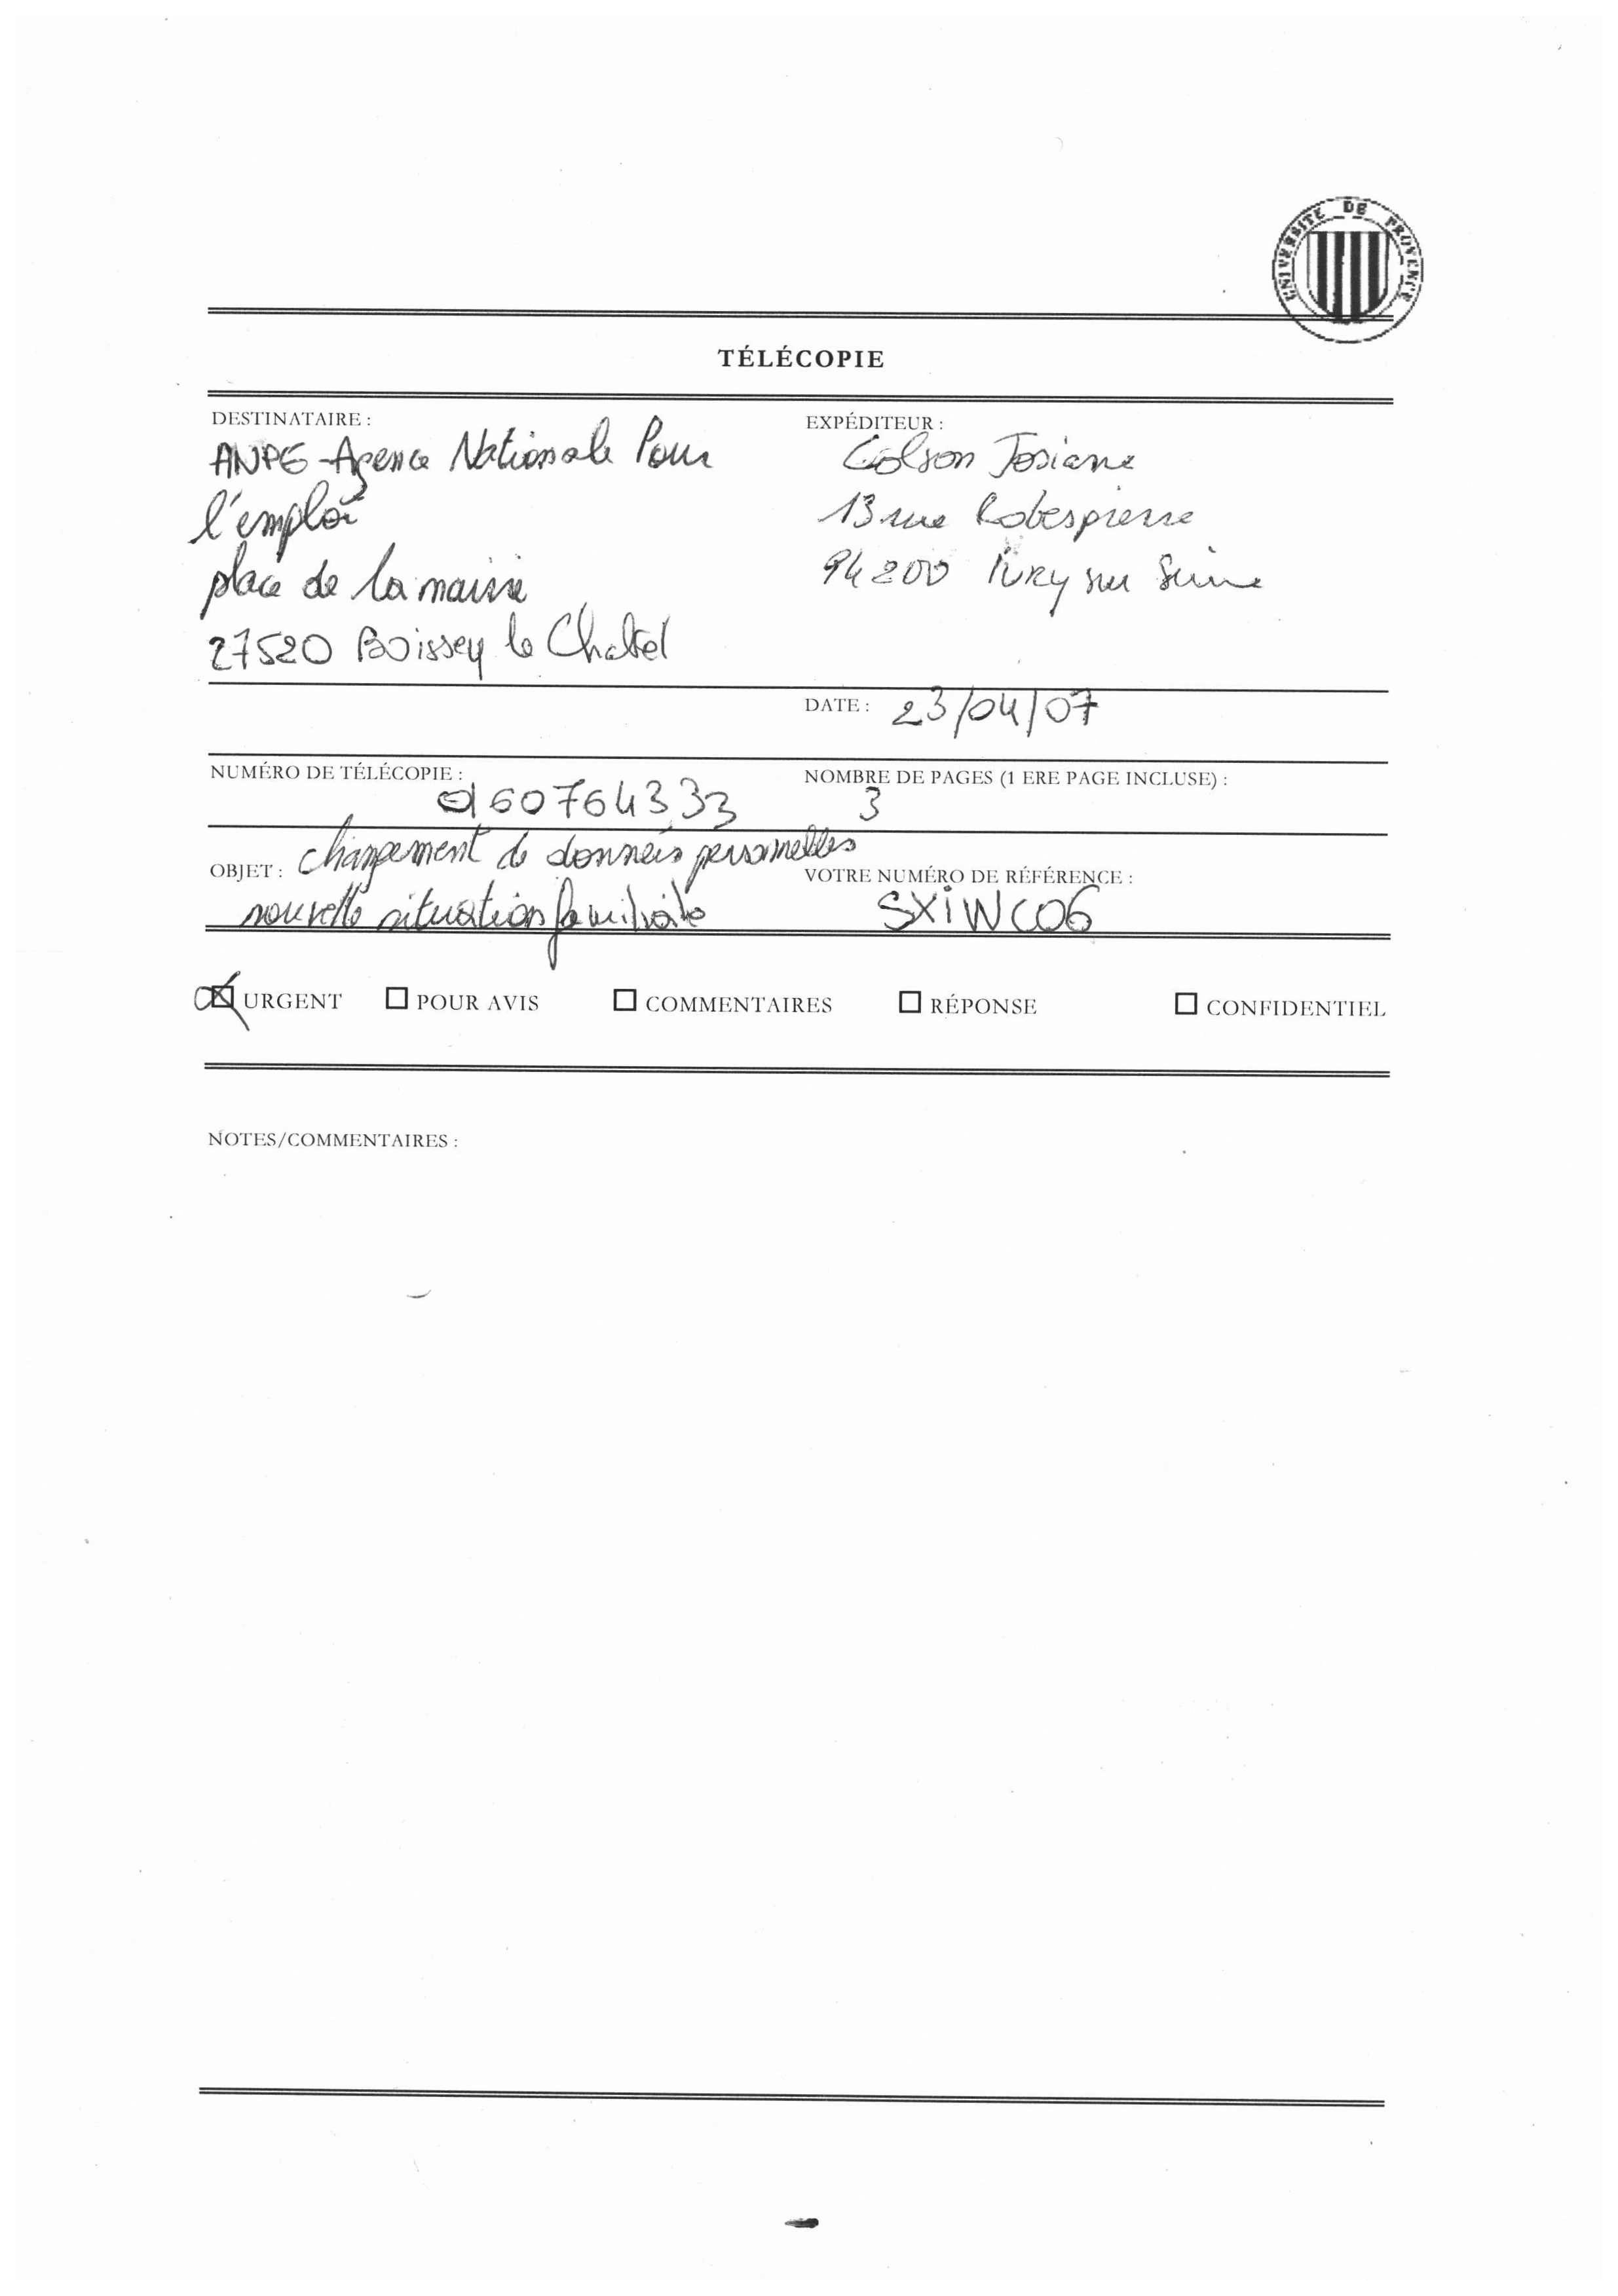 UNIVERSITE DE PROVENCE
TÉLÉCOPIE
DESTINATAIRE :
ANPE-Agence Nationale Pour
l'emploi
place de la mairie
27520 Boissey le Chatel
EXPÉDITEUR :
Colson Josiane
13 rue Robespierre
94200 IVRY sur Seine
DATE : 23/04/07
NUMÉRO DE TÉLÉCOPIE :
0160764333
NOMBRE DE PAGES (1 ERE PAGE INCLUSE) :
3
OBJET : changement de données personnelles
nouvelle situation familiale
VOTRE NUMÉRO DE RÉFÉRENCE :
SXiWC06
URGENT POUR AVIS COMMENTAIRES RÉPONSE CONFIDENTIEL
NOTES/COMMENTAIRES :